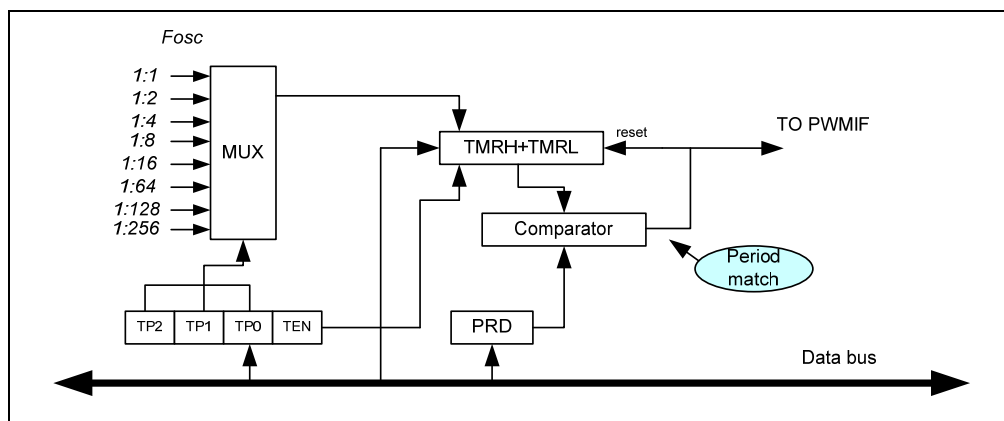 Fosc
1:1
1:2
1:4
1:8
1:16
1:64
1:128
1:256
MUX
TMRH+TMRL
reset
TO PWMIF
Comparator
Period
match
TP2 TP1 TP0 TEN
PRD
Data bus